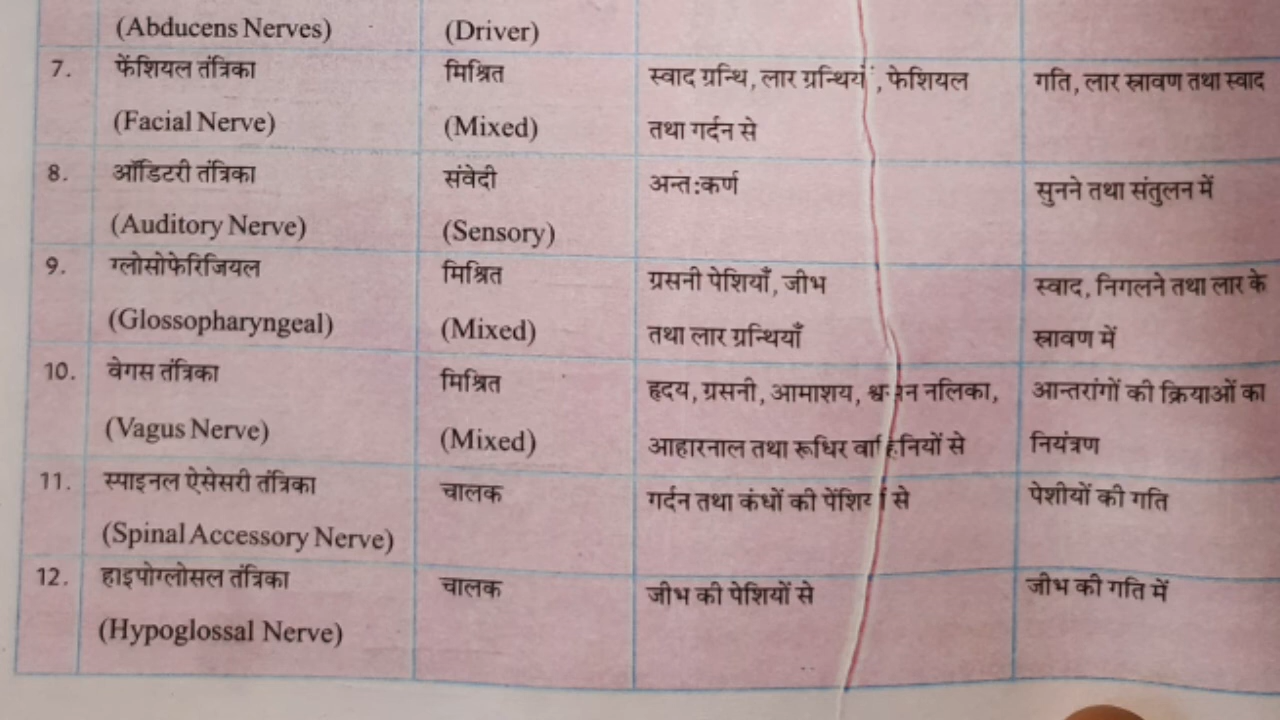 (Abducens Nerves) (Driver)
7. फेंशियल तंत्रिका मिश्रित स्वाद ग्रन्थि, लार ग्रन्थियों, फेशियल गति, लार स्त्रावण तथा स्वाद
(Facial Nerve) (Mixed) तथा गर्दन से
8. ऑडिटरी तंत्रिका संवेदी अन्त:कर्ण सुनने तथा संतुलन में
(Auditory Nerve) (Sensory)
9. ग्लोसोफेरिजियल मिश्रित ग्रसनी पेशियाँ, जीभ स्वाद, निगलने तथा लार के
(Glossopharyngeal) (Mixed) तथा लार ग्रन्थियाँ स्त्रावण में
10. वेगस तंत्रिका मिश्रित हृदय, ग्रसनी, आमाशय, श्वसन नलिका, आन्तरांगों की क्रियाओं का
(Vagus Nerve) (Mixed) आहारनाल तथा रूधिर वाहिनियों से नियंत्रण
11. स्पाइनल ऐसेसरी तंत्रिका चालक गर्दन तथा कंधों की पेंशियों से पेशीयों की गति
(Spinal Accessory Nerve)
12. हाइपोग्लोसल तंत्रिका चालक जीभ की पेशियों से जीभ की गति में
(Hypoglossal Nerve)